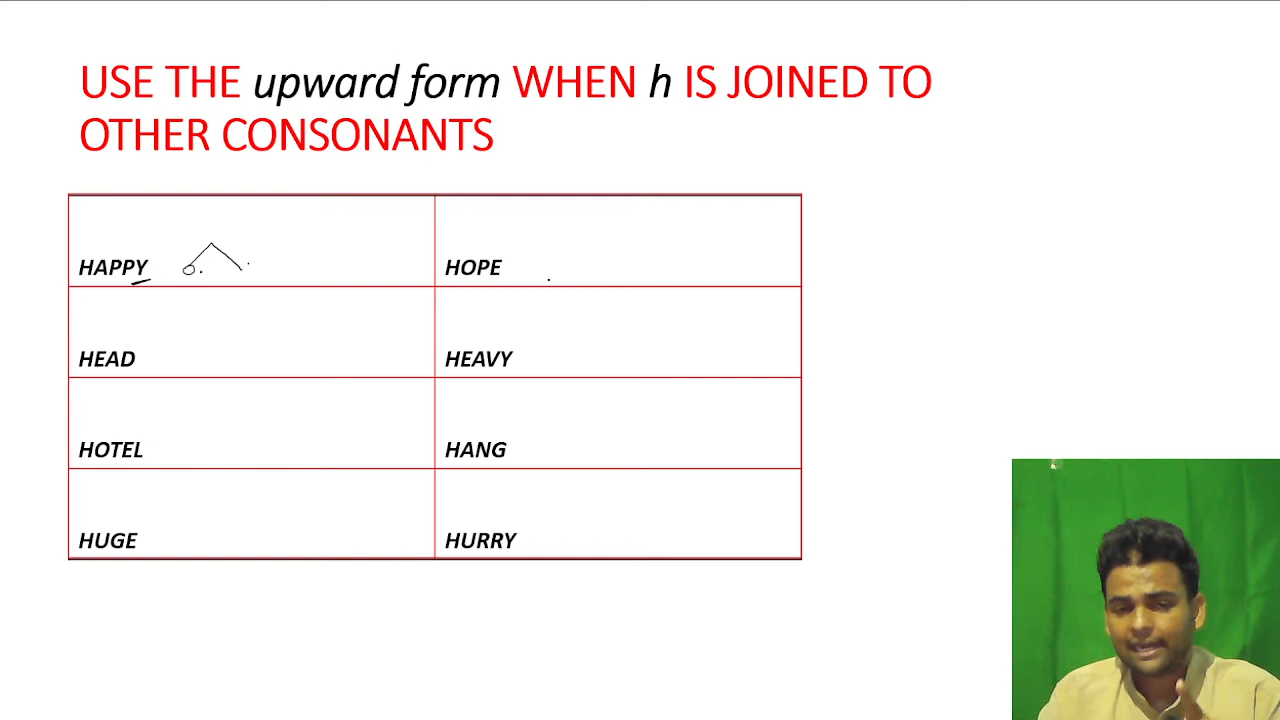 USE THE upward form WHEN h IS JOINED TO
OTHER CONSONANTS
HAPPY HOPE
HEAD HEAVY
HOTEL HANG
HUGE HURRY